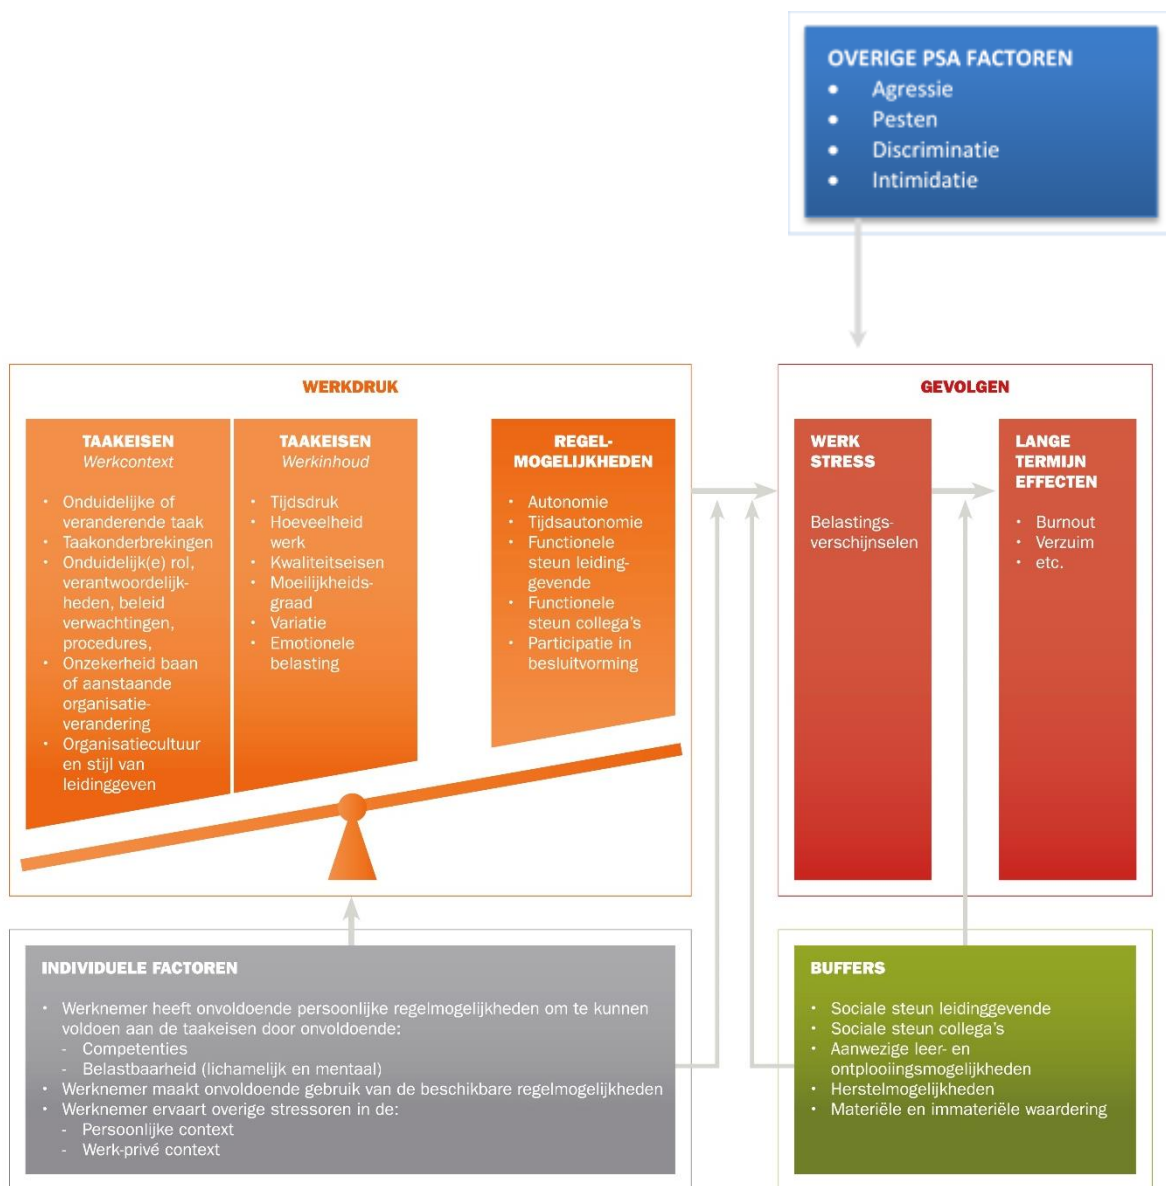 OVERIGE PSA FACTOREN
• Agressie
• Pesten
• Discriminatie
• Intimidatie
WERKDRUK
TAAKEISEN
Werkcontext
• Onduidelijke of
veranderende taak
• Taakonderbrekingen
• Onduidelijk(e) rol,
verantwoordelijk-
heden, beleid
verwachtingen,
procedures,
• Onzekerheid baan
of aanstaande
organisatie-
verandering
• Organisatiecultuur
en stijl van
leidinggeven
TAAKEISEN
Werkinhoud
• Tijdsdruk
• Hoeveelheid
werk
• Kwaliteitseisen
• Moeilijkheids-
graad
• Variatie
• Emotionele
belasting
REGEL-
MOGELIJKHEDEN
• Autonomie
• Tijdsautonomie
• Functionele
steun leiding-
gevende
• Functionele
steun collega's
• Participatie in
besluitvorming
GEVOLGEN
WERK
STRESS
Belastings-
verschijnselen
LANGE
TERMIJN
EFFECTEN
• Burnout
• Verzuim
• etc.
INDIVIDUELE FACTOREN
• Werknemer heeft onvoldoende persoonlijke regelmogelijkheden om te kunnen
voldoen aan de taakeisen door onvoldoende:
- Competenties
- Belastbaarheid (lichamelijk en mentaal)
• Werknemer maakt onvoldoende gebruik van de beschikbare regelmogelijkheden
• Werknemer ervaart overige stressoren in de:
- Persoonlijke context
- Werk-privé context
BUFFERS
• Sociale steun leidinggevende
• Sociale steun collega's
• Aanwezige leer- en
ontplooiingsmogelijkheden
• Herstelmogelijkheden
• Materiële en immateriële waardering